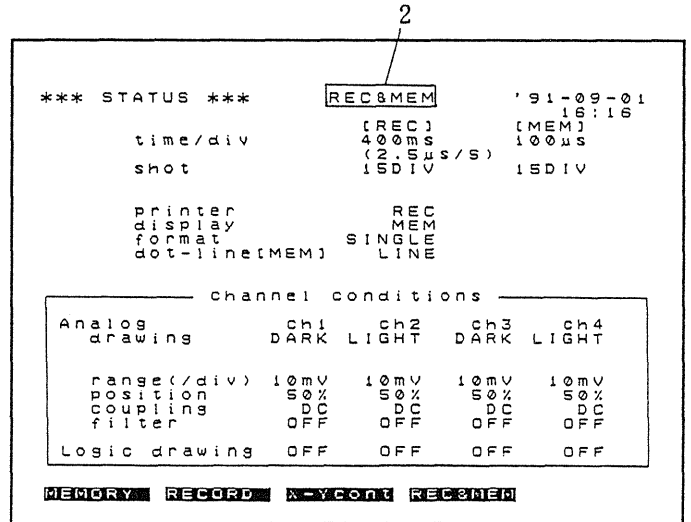 2
*** STATUS *** REC&MEM '91-09-01
16:16
[REC] [MEM]
time/div 400ms 100µs
(2.5µs/S)
shot 15DIV 15DIV
printer REC
display MEM
format SINGLE
dot-line[MEM] LINE
Channel conditions
Analog ch1 ch2 ch3 ch4
drawing DARK LIGHT DARK LIGHT
range(/div) 10mV 10mV 10mV 10mV
position 50% 50% 50% 50%
coupling DC DC DC DC
filter OFF OFF OFF OFF
Logic drawing OFF OFF OFF OFF
MEMORY RECORD X-Ycont REC&MEM